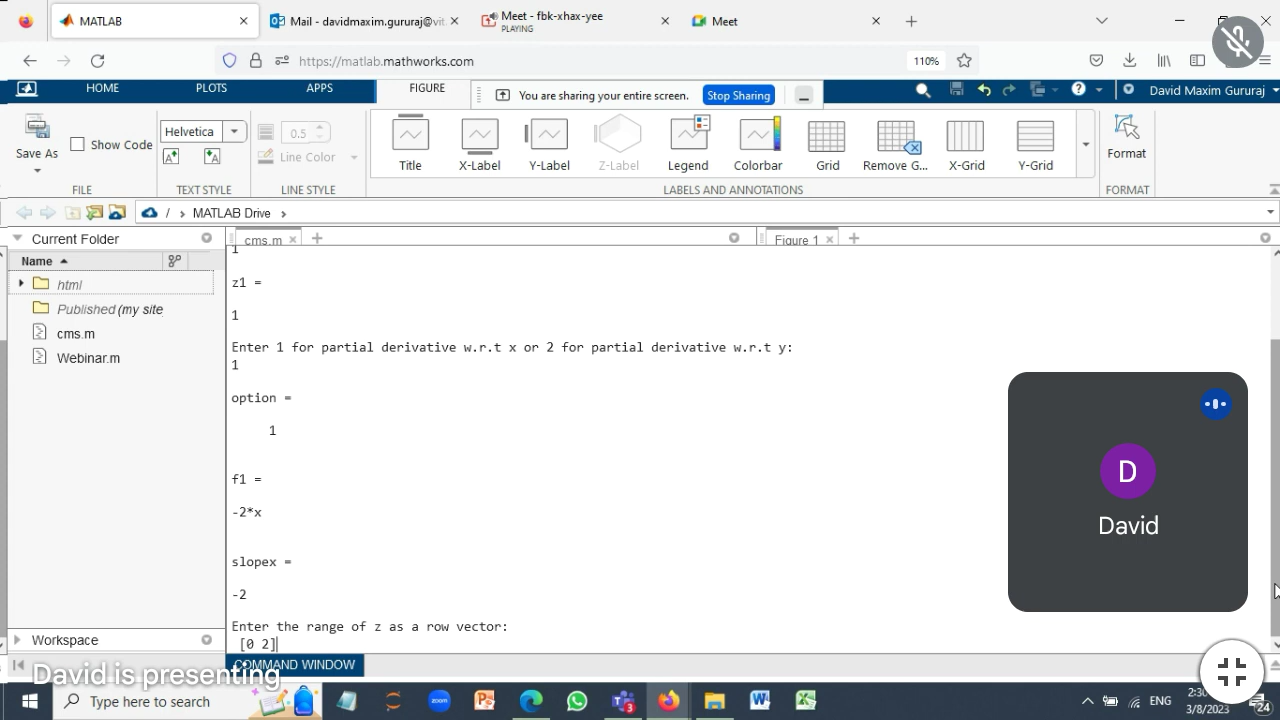 MATLAB
Mail - davidmaxim.gururaj@vit
Meet - fbk-xhax-yee
PLAYING
Meet
https://matlab.mathworks.com
110%
HOME
PLOTS
APPS
FIGURE
You are sharing your entire screen.
Stop Sharing
David Maxim Gururaj
Save As
Show Code
Helvetica
0.5
Line Color
Title
X-Label
Y-Label
Z-Label
Legend
Colorbar
Grid
Remove G...
X-Grid
Y-Grid
Format
FILE
TEXT STYLE
LINE STYLE
LABELS AND ANNOTATIONS
FORMAT
/ › MATLAB Drive ›
Current Folder
cms.m
Figure 1
Name
html
Published (my site
cms.m
Webinar.m
1
z1 =
1
Enter 1 for partial derivative w.r.t x or 2 for partial derivative w.r.t y:
1
option =
1
f1 =
-2*x
slopex =
-2
Enter the range of z as a row vector:
[0 2]
D
David
Workspace
COMMAND WINDOW
David is presenting
Type here to search
zoom
3
ENG
3/8/2023
24